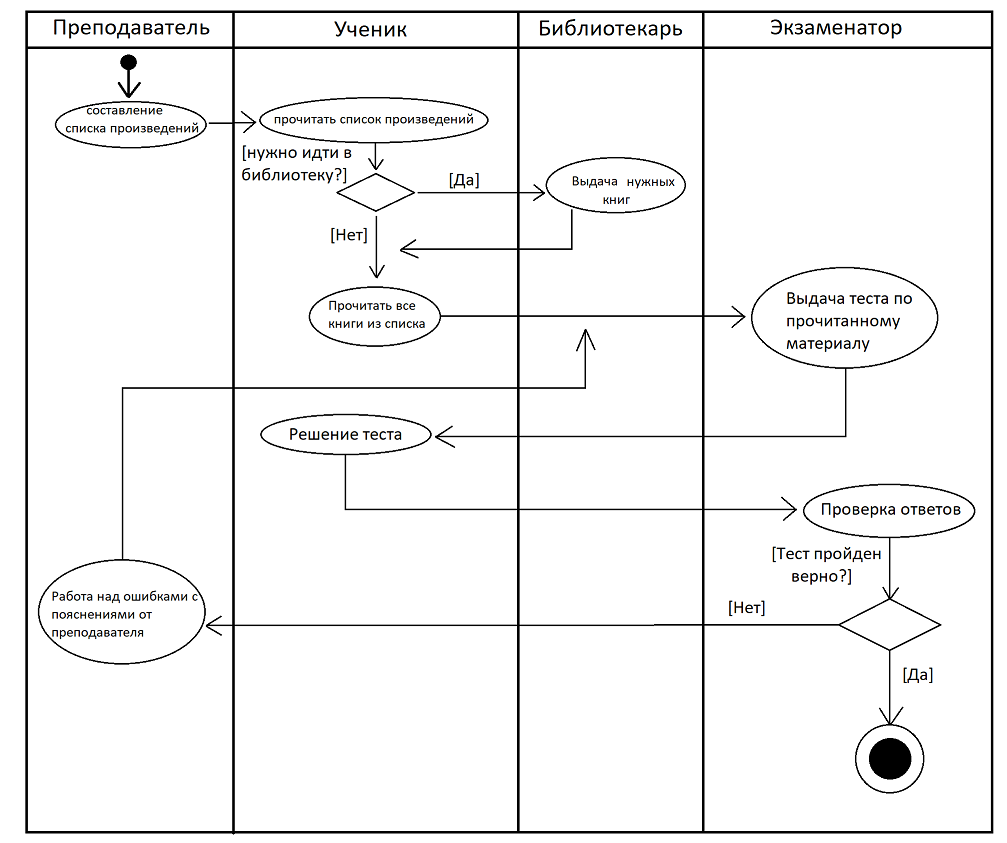 Преподаватель
Ученик
Библиотекарь
Экзаменатор
составление
списка произведений
прочитать список произведений
[нужно идти в
библиотеку?]
[Да]
Выдача нужных
книг
[Нет]
Прочитать все
книги из списка
Выдача теста по
прочитанному
материалу
Решение теста
Проверка ответов
[Тест пройден
верно?]
[Нет]
Работа над ошибками с
пояснениями от
преподавателя
[Да]